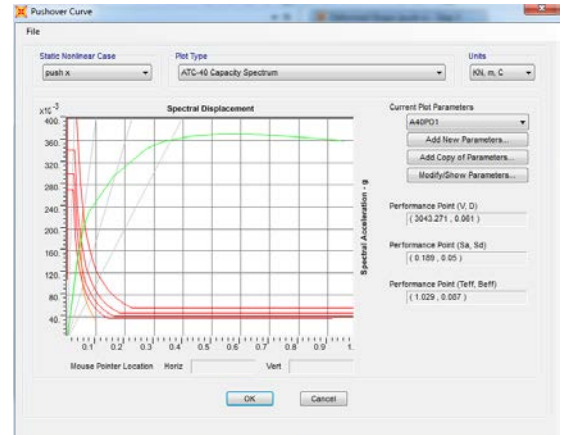 Pushover Curve
File
Static Nonlinear Case
push x
Plot Type
ATC-40 Capacity Spectrum
Units
KN, m, C
x10 -3
Spectral Displacement
400.
360.
320.
280.
240.
200.
160.
120.
80.
40.
0.1 0.2 0.3 0.4 0.5 0.6 0.7 0.8 0.9 1.
Spectral Acceleration - g
Mouse Pointer Location Horiz Vert
Current Plot Parameters
A40PO1
Add New Parameters...
Add Copy of Parameters...
Modify/Show Parameters...
Performance Point (V, D)
( 3043.271 , 0.001 )
Performance Point (Sa, Sd)
( 0.189 , 0.05 )
Performance Point (Teff, Beff)
( 1.029 , 0.087 )
OK Cancel